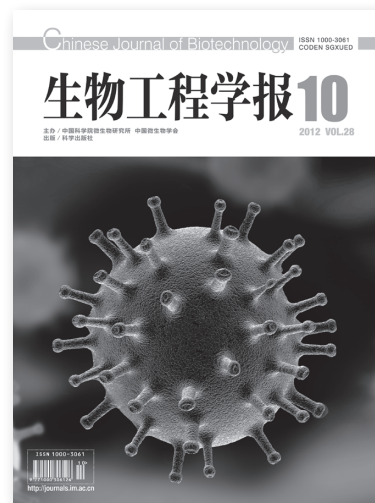 Chinese Journal of Biotechnology
ISSN 1000-3061
CODEN SGXUED
生物工程学报 10
主办 / 中国科学院微生物研究所 中国微生物学会
出版 / 科学出版社
2012 VOL.28
ISSN 1000-3061
http://journals.im.ac.cn